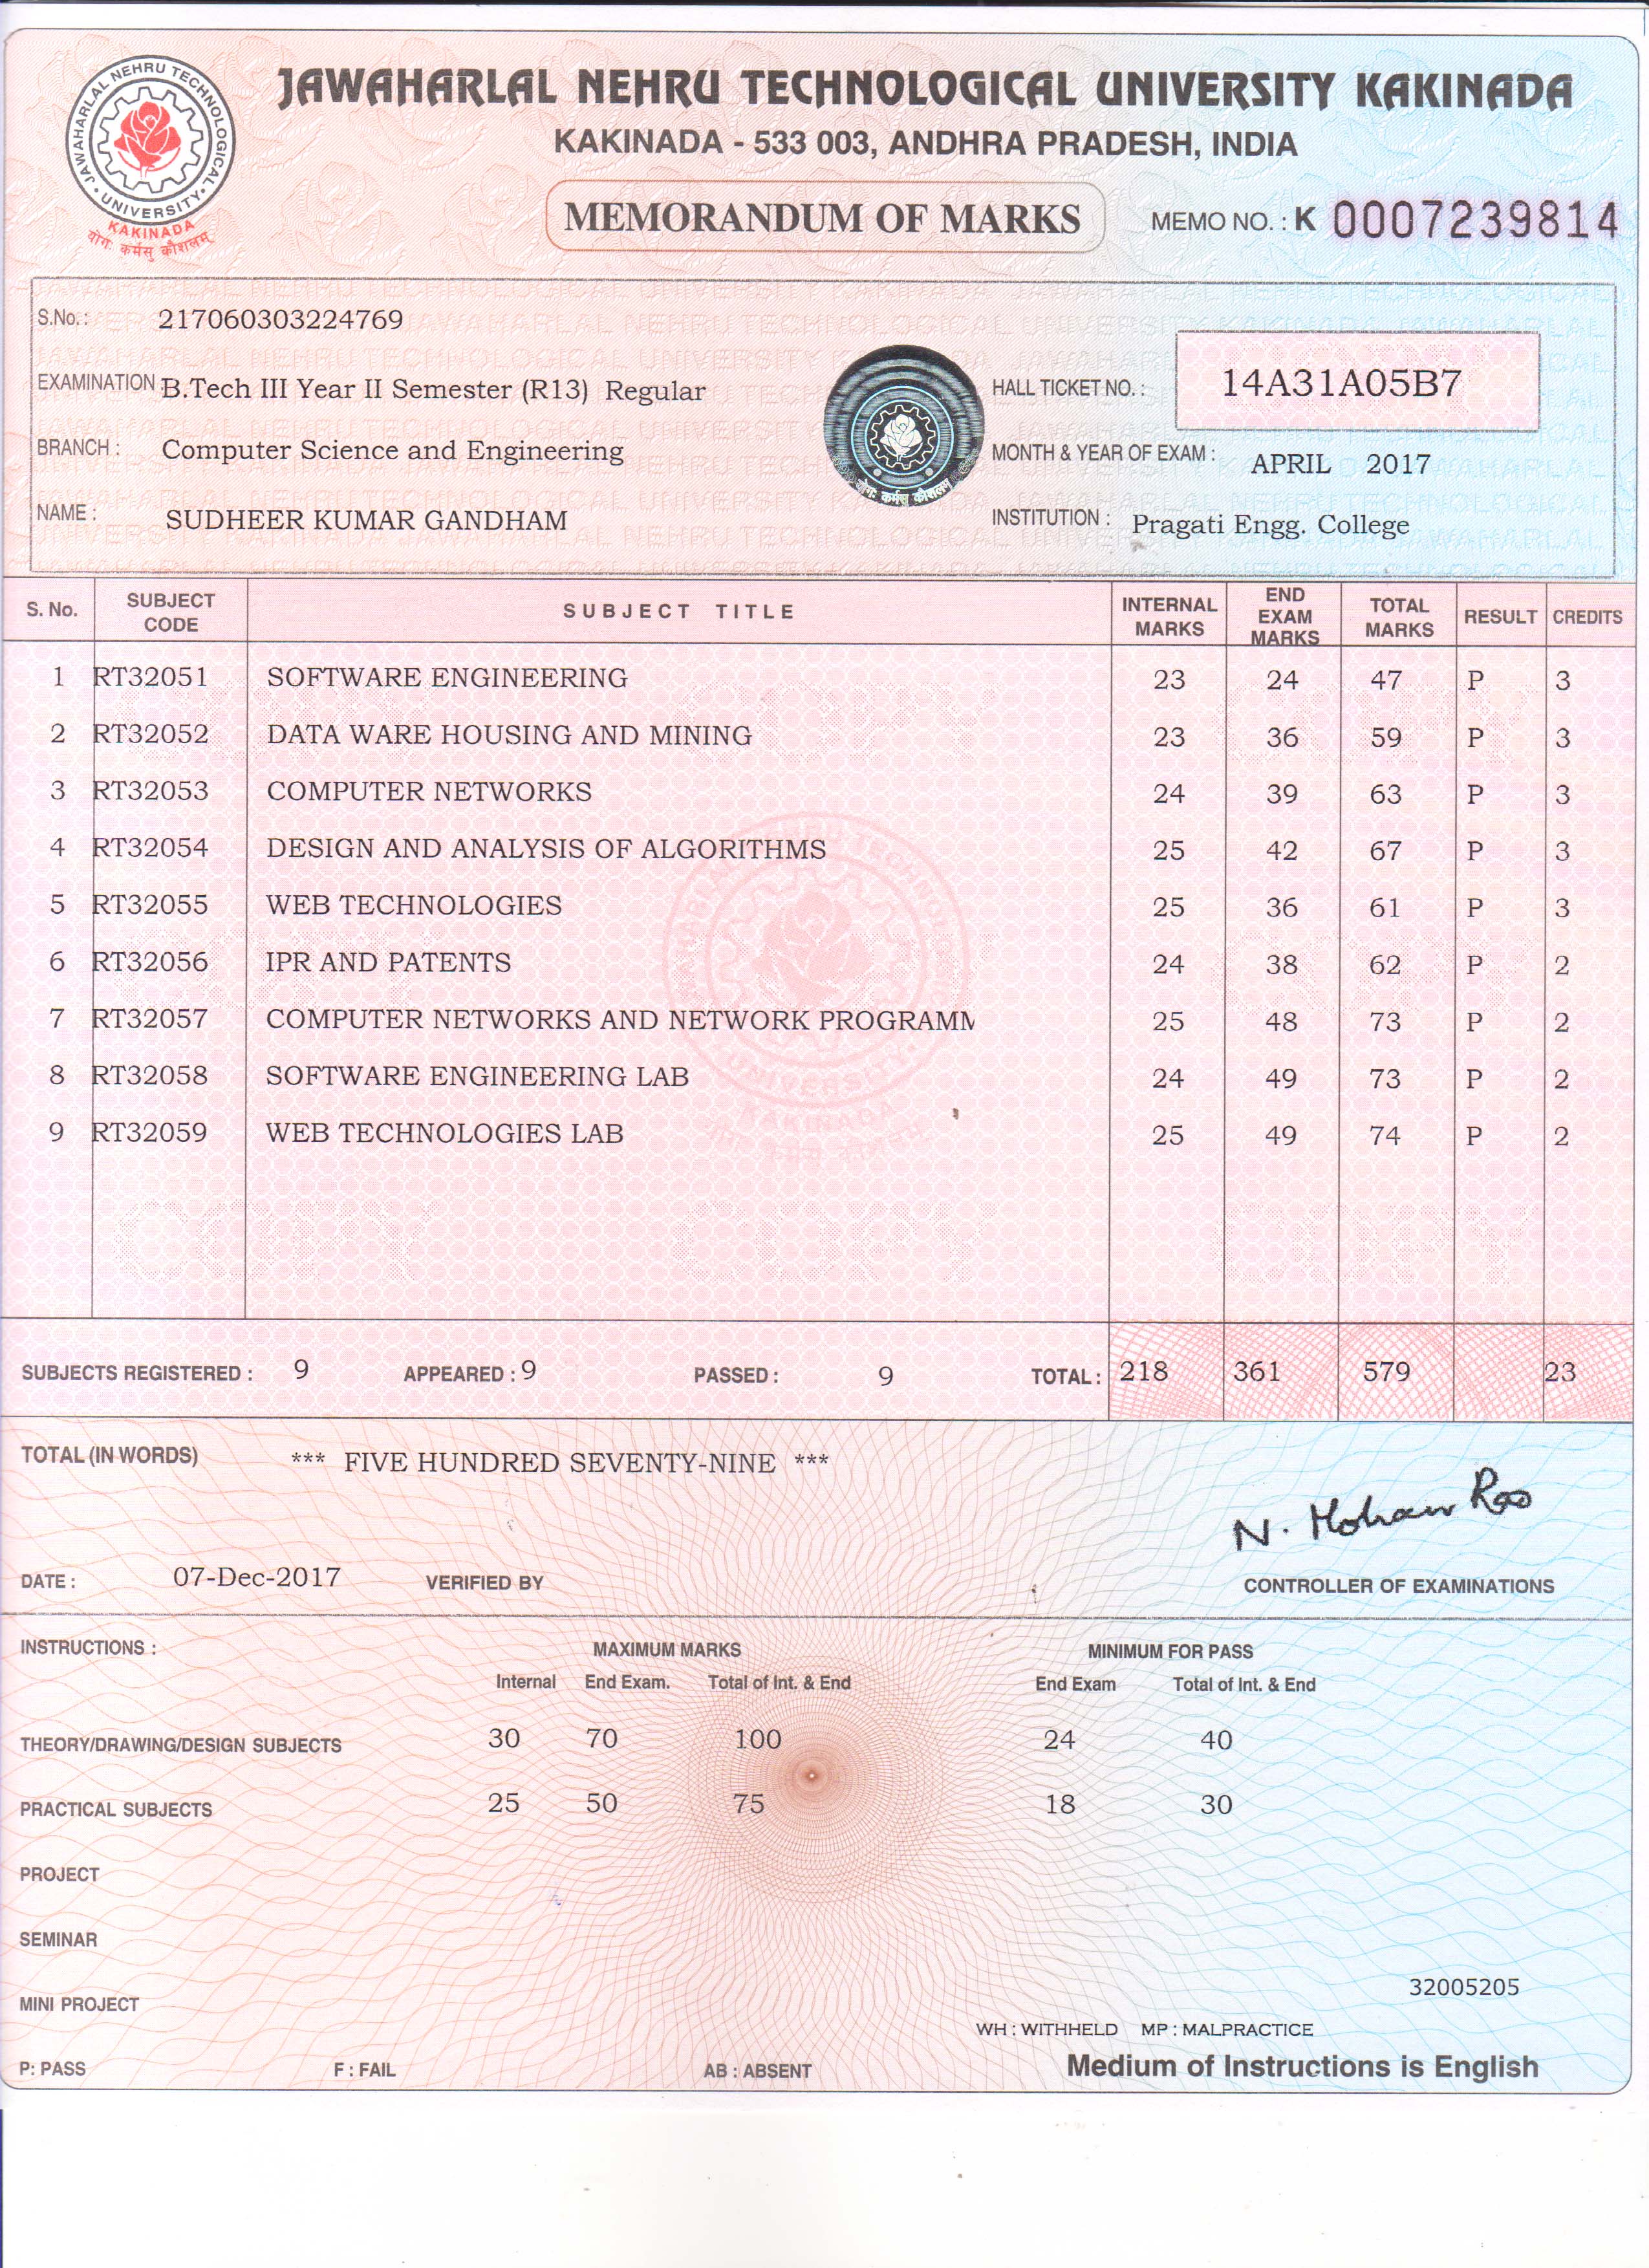 JAWAHARLAL NEHRU TECHNOLOGICAL UNIVERSITY KAKINADA
KAKINADA - 533 003, ANDHRA PRADESH, INDIA
JAWAHARLAL NEHRU TECHNOLOGICAL UNIVERSITY
KAKINADA
योगः कर्मसु कौशलम्
MEMORANDUM OF MARKS
MEMO NO. : K 0007239814
S.No. : 217060303224769
EXAMINATION : B.Tech III Year II Semester (R13) Regular
HALL TICKET NO. : 14A31A05B7
BRANCH : Computer Science and Engineering
MONTH & YEAR OF EXAM : APRIL 2017
NAME : SUDHEER KUMAR GANDHAM
INSTITUTION : Pragati Engg. College
योगः कर्मसु कौशलम्
S. No. SUBJECT CODE SUBJECT TITLE INTERNAL MARKS END EXAM MARKS TOTAL MARKS RESULT CREDITS
1 RT32051 SOFTWARE ENGINEERING 23 24 47 P 3
2 RT32052 DATA WARE HOUSING AND MINING 23 36 59 P 3
3 RT32053 COMPUTER NETWORKS 24 39 63 P 3
4 RT32054 DESIGN AND ANALYSIS OF ALGORITHMS 25 42 67 P 3
5 RT32055 WEB TECHNOLOGIES 25 36 61 P 3
6 RT32056 IPR AND PATENTS 24 38 62 P 2
7 RT32057 COMPUTER NETWORKS AND NETWORK PROGRAMM 25 48 73 P 2
8 RT32058 SOFTWARE ENGINEERING LAB 24 49 73 P 2
9 RT32059 WEB TECHNOLOGIES LAB 25 49 74 P 2
COPY COPY COPY
SUBJECTS REGISTERED : 9 APPEARED : 9 PASSED : 9 TOTAL : 218 361 579 23
TOTAL (IN WORDS) *** FIVE HUNDRED SEVENTY-NINE ***
N. Mohan Rao
DATE : 07-Dec-2017 VERIFIED BY CONTROLLER OF EXAMINATIONS
INSTRUCTIONS : MAXIMUM MARKS MINIMUM FOR PASS
Internal End Exam. Total of Int. & End End Exam Total of Int. & End
THEORY/DRAWING/DESIGN SUBJECTS 30 70 100 24 40
PRACTICAL SUBJECTS 25 50 75 18 30
PROJECT
SEMINAR
32005205
MINI PROJECT
WH : WITHHELD MP : MALPRACTICE
P: PASS F : FAIL AB : ABSENT Medium of Instructions is English